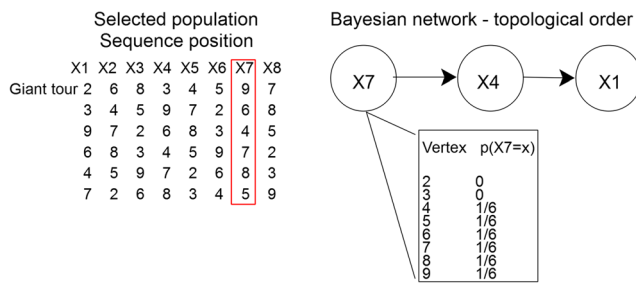 Selected population
Sequence position
X1 X2 X3 X4 X5 X6 X7 X8
Giant tour 2 6 8 3 4 5 9 7
3 4 5 9 7 2 6 8
9 7 2 6 8 3 4 5
6 8 3 4 5 9 7 2
4 5 9 7 2 6 8 3
7 2 6 8 3 4 5 9
Bayesian network - topological order
X7 X4 X1
Vertex p(X7=x)
2 0
3 0
4 1/6
5 1/6
6 1/6
7 1/6
8 1/6
9 1/6